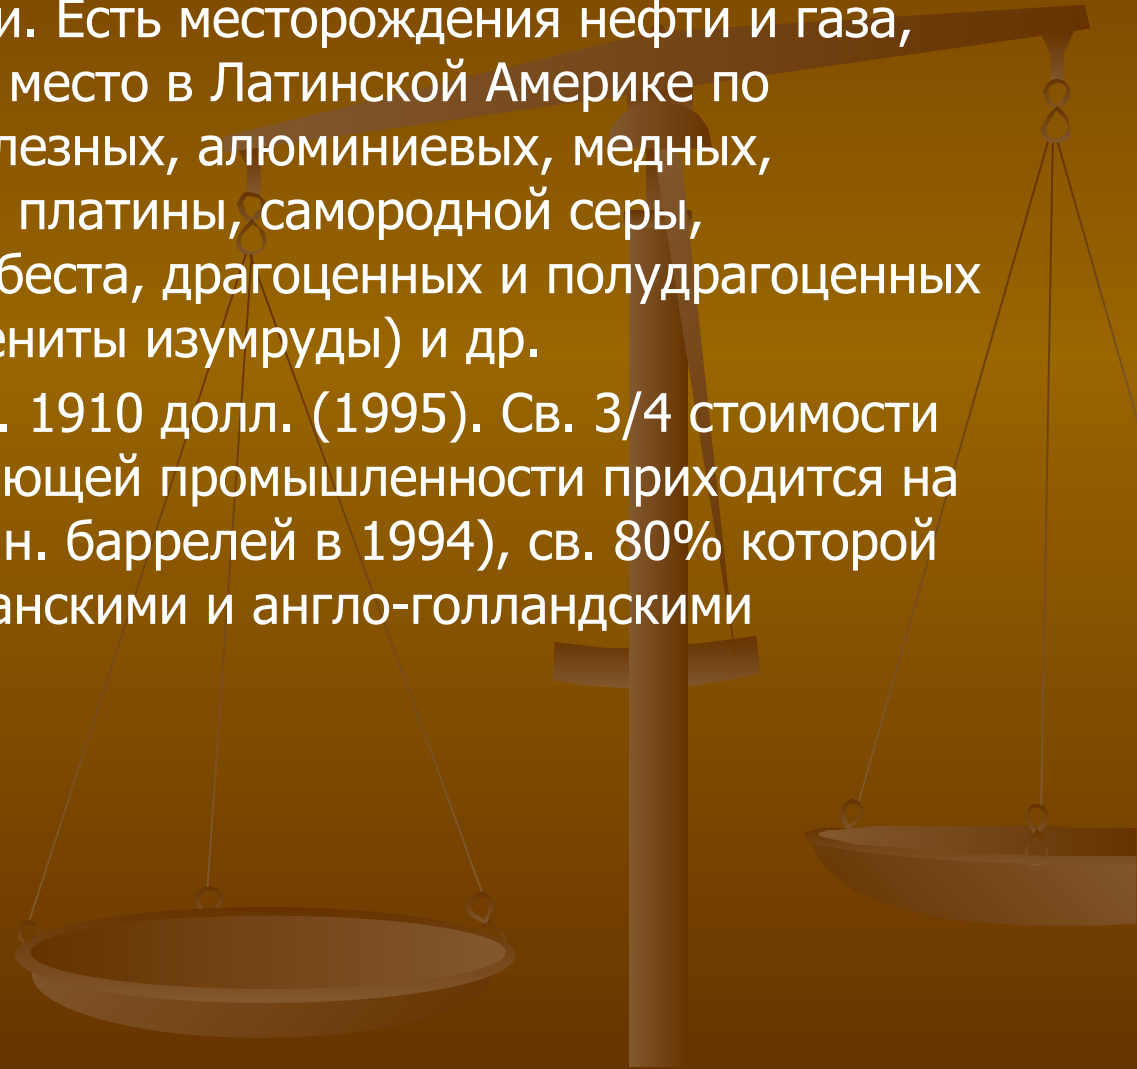 и. Есть месторождения нефти и газа,
место в Латинской Америке по
лезных, алюминиевых, медных,
платины, самородной серы,
беста, драгоценных и полудрагоценных
ениты изумруды) и др.
. 1910 долл. (1995). Св. 3/4 стоимости
ющей промышленности приходится на
н. баррелей в 1994), св. 80% которой
анскими и англо-голландскими